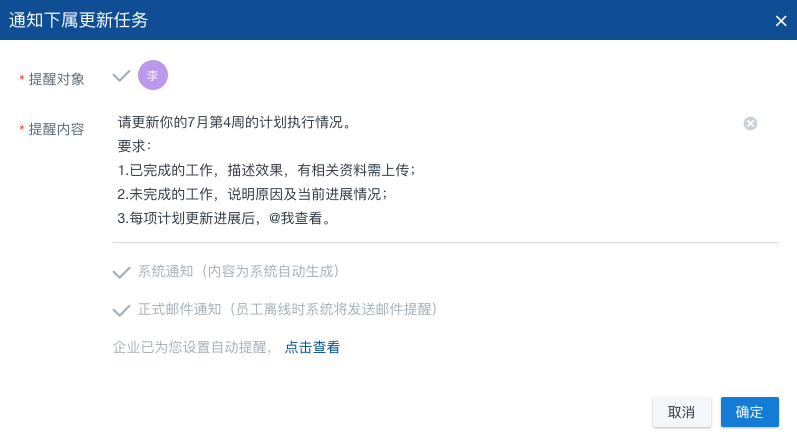 通知下属更新任务
* 提醒对象
李
* 提醒内容
请更新你的7月第4周的计划执行情况。
要求：
1.已完成的工作，描述效果，有相关资料需上传；
2.未完成的工作，说明原因及当前进展情况；
3.每项计划更新进展后，@我查看。
系统通知（内容为系统自动生成）
正式邮件通知（员工离线时系统将发送邮件提醒）
企业已为您设置自动提醒， 点击查看
取消 确定